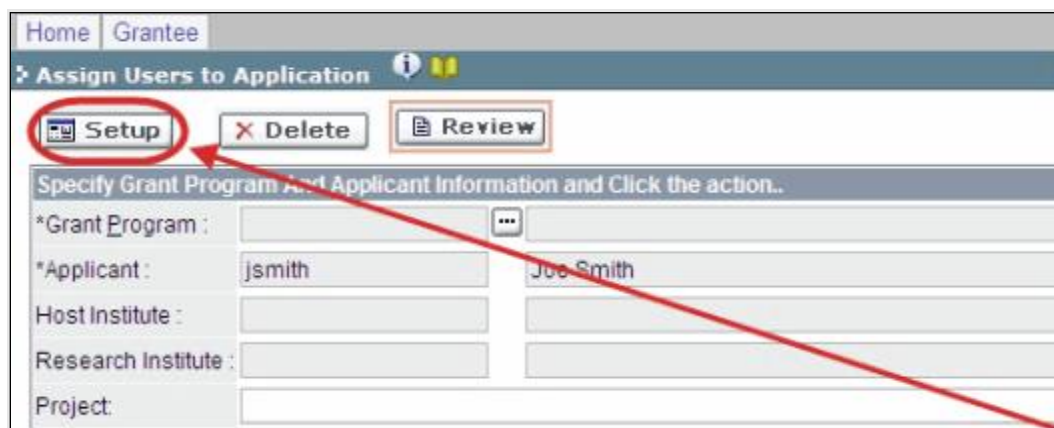 Home Grantee
Assign Users to Application
Setup Delete Review
Specify Grant Program And Applicant Information and Click the action..
*Grant Program : ...
*Applicant : jsmith Joe Smith
Host Institute :
Research Institute :
Project: